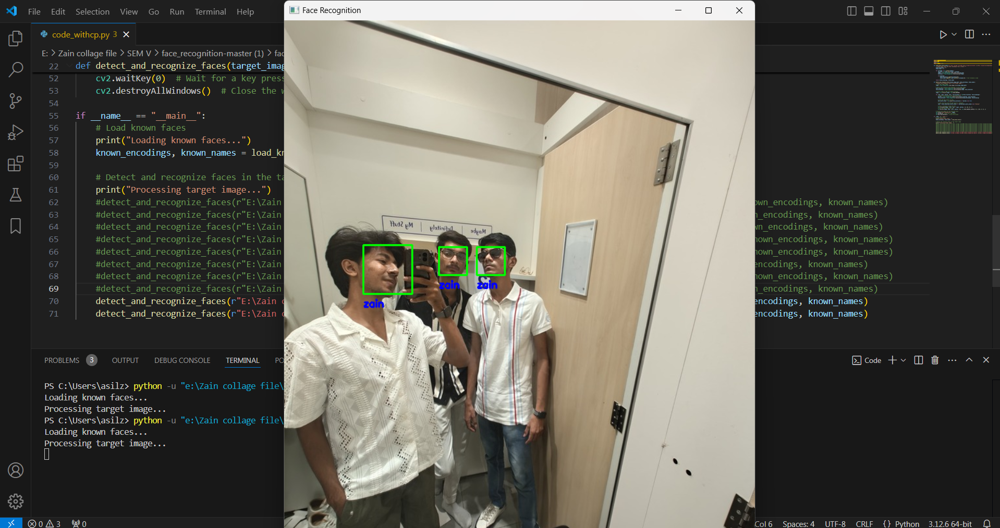 File Edit Selection View Go Run Terminal Help
Face Recognition
code_withcp.py 3
E: > Zain collage file > SEM V > face_recognition-master (1) > fac
22 def detect_and_recognize_faces(target_imag
52 cv2.waitKey(0) # Wait for a key press
53 cv2.destroyAllWindows() # Close the w
54
55 if __name__ == "__main__":
56 # Load known faces
57 print("Loading known faces...")
58 known_encodings, known_names = load_kn
59
60 # Detect and recognize faces in the ta
61 print("Processing target image...")
62 #detect_and_recognize_faces(r"E:\Zain own_encodings, known_names)
63 #detect_and_recognize_faces(r"E:\Zain n_encodings, known_names)
64 #detect_and_recognize_faces(r"E:\Zain wn_encodings, known_names)
65 #detect_and_recognize_faces(r"E:\Zain nown_encodings, known_names)
66 #detect_and_recognize_faces(r"E:\Zain nown_encodings, known_names)
67 #detect_and_recognize_faces(r"E:\Zain own_encodings, known_names)
68 #detect_and_recognize_faces(r"E:\Zain nown_encodings, known_names)
69 #detect_and_recognize_faces(r"E:\Zain n_encodings, known_names)
70 detect_and_recognize_faces(r"E:\Zain c encodings, known_names)
71 detect_and_recognize_faces(r"E:\Zain c encodings, known_names)
My Stuff | Definitely | Maybe
zain zain
zain
PROBLEMS 3 OUTPUT DEBUG CONSOLE TERMINAL PO
Code
PS C:\Users\asilz> python -u "e:\Zain collage file\
Loading known faces...
Processing target image...
PS C:\Users\asilz> python -u "e:\Zain collage file\
Loading known faces...
Processing target image...
0 3 0
Col 6 Spaces: 4 UTF-8 CRLF {} Python 3.12.6 64-bit